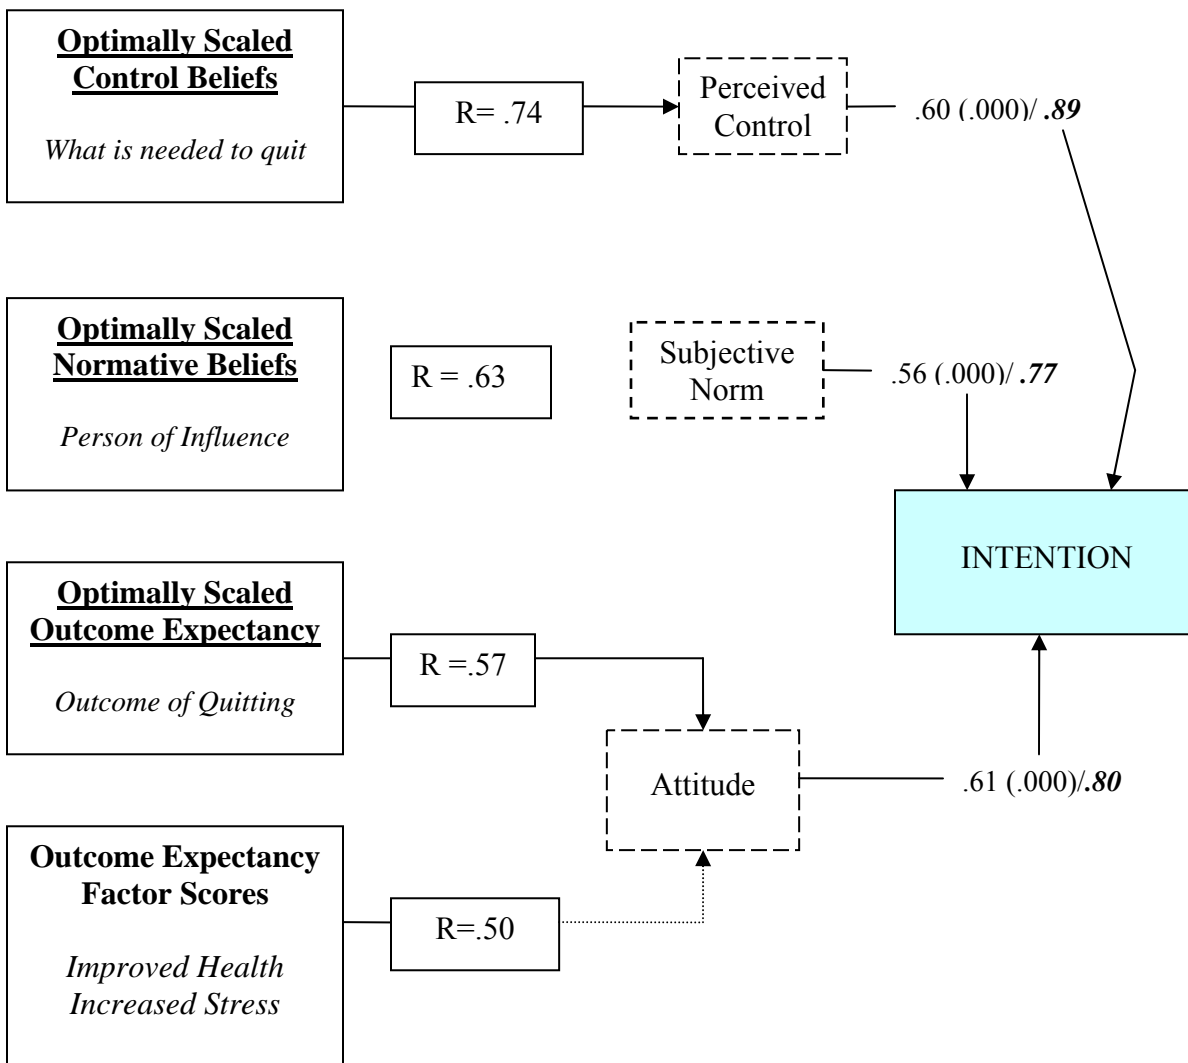 Optimally Scaled
Control Beliefs
What is needed to quit
R= .74
Perceived
Control
.60 (.000)/ .89
Optimally Scaled
Normative Beliefs
Person of Influence
R = .63
Subjective
Norm
.56 (.000)/ .77
INTENTION
Optimally Scaled
Outcome Expectancy
Outcome of Quitting
R =.57
Attitude
.61 (.000)/.80
Outcome Expectancy
Factor Scores
Improved Health
Increased Stress
R=.50